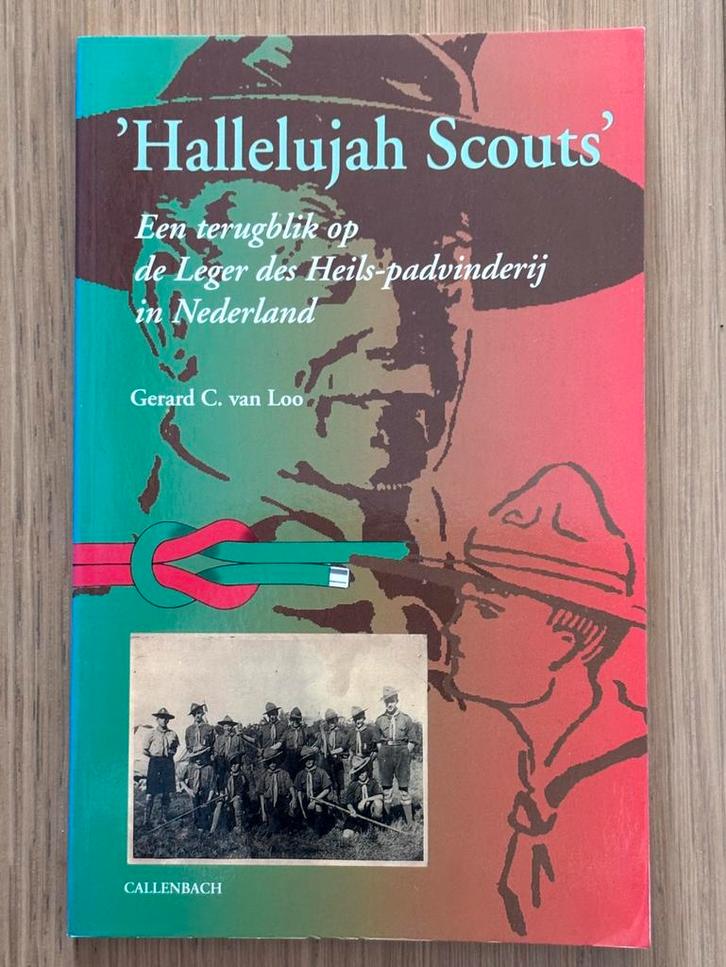 ’Hallelujah Scouts’
Een terugblik op
de Leger des Heils-padvinderij
in Nederland
Gerard C. van Loo
CALLENBACH